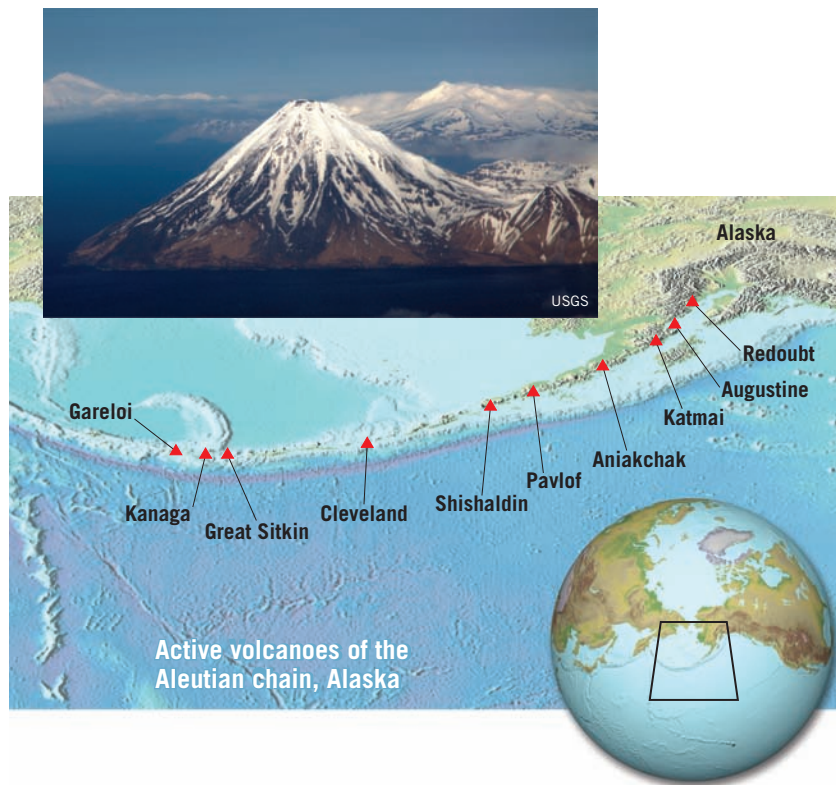 USGS
Alaska
Redoubt
Augustine
Katmai
Aniakchak
Pavlof
Shishaldin
Cleveland
Great Sitkin
Kanaga
Gareloi
Active volcanoes of the
Aleutian chain, Alaska